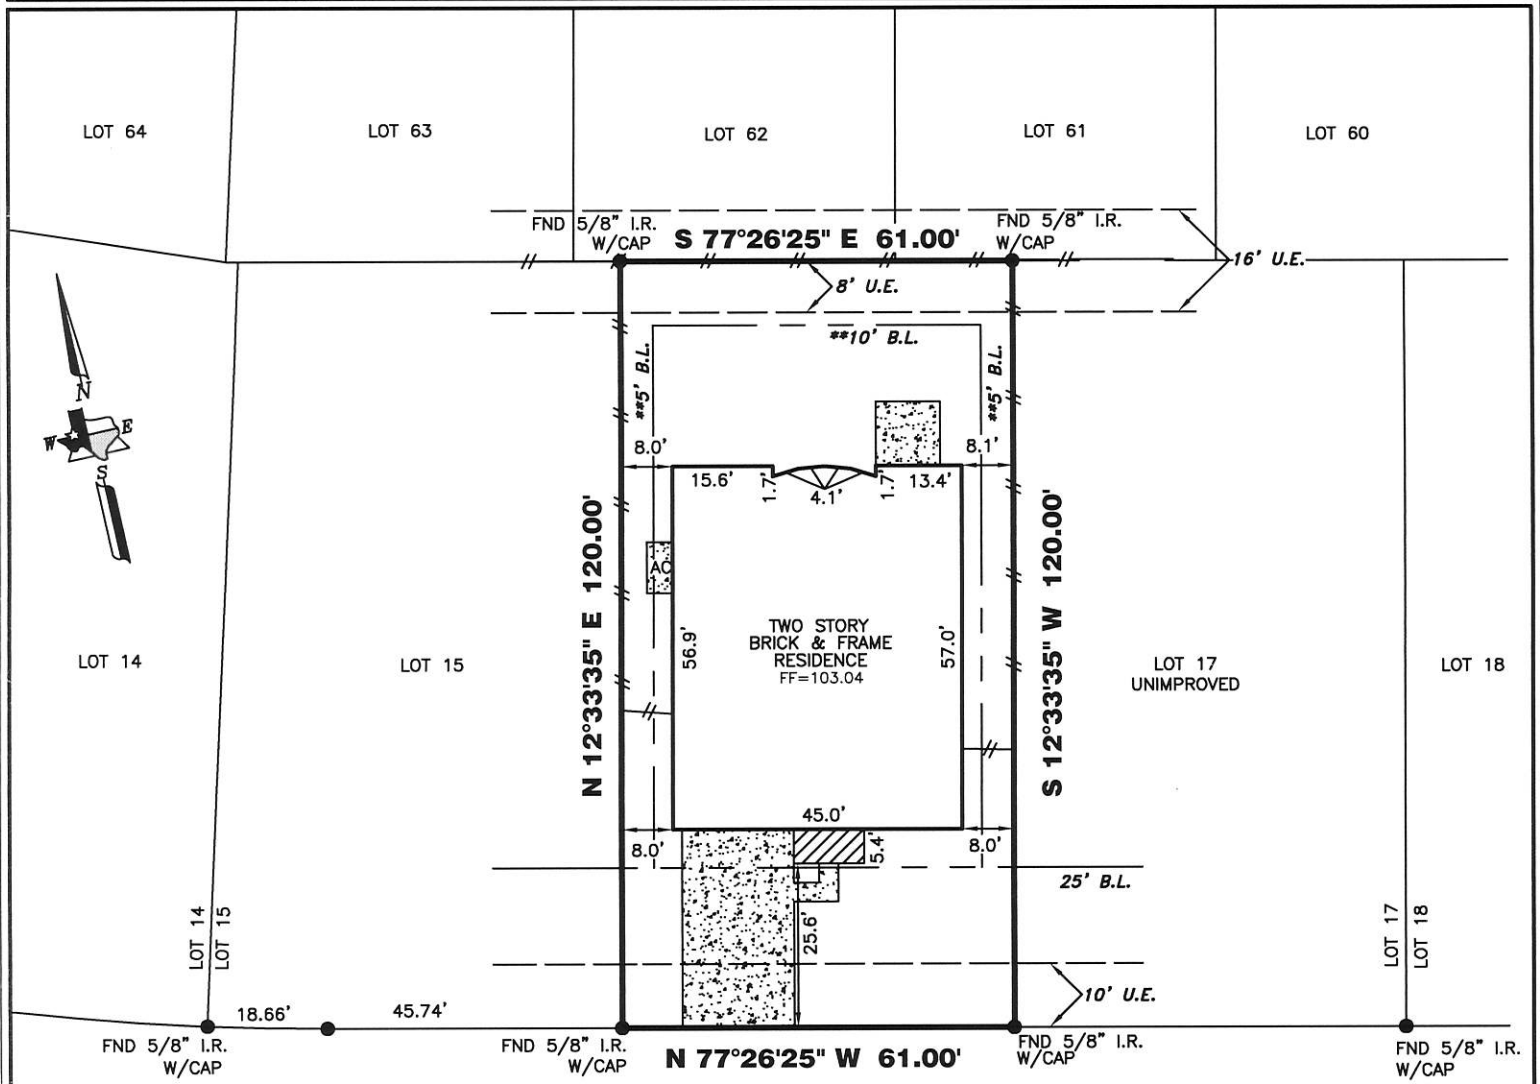 LOT 64
LOT 63
LOT 62
LOT 61
LOT 60
FND 5/8" I.R.
W/CAP
S 77°26'25" E 61.00'
FND 5/8" I.R.
W/CAP
16' U.E.
8' U.E.
**10' B.L.
**5' B.L.
**5' B.L.
N
W
E
S
8.0'
8.1'
15.6'
1.7'
4.1'
1.7'
13.4'
N 12°33'35" E 120.00'
S 12°33'35" W 120.00'
AC
56.9'
57.0'
TWO STORY
BRICK & FRAME
RESIDENCE
FF=103.04
LOT 14
LOT 15
LOT 17
UNIMPROVED
LOT 18
45.0'
8.0'
5.4'
8.0'
25' B.L.
LOT 14
LOT 15
25.6'
LOT 17
LOT 18
10' U.E.
18.66'
45.74'
FND 5/8" I.R.
W/CAP
FND 5/8" I.R.
W/CAP
N 77°26'25" W 61.00'
FND 5/8" I.R.
W/CAP
FND 5/8" I.R.
W/CAP